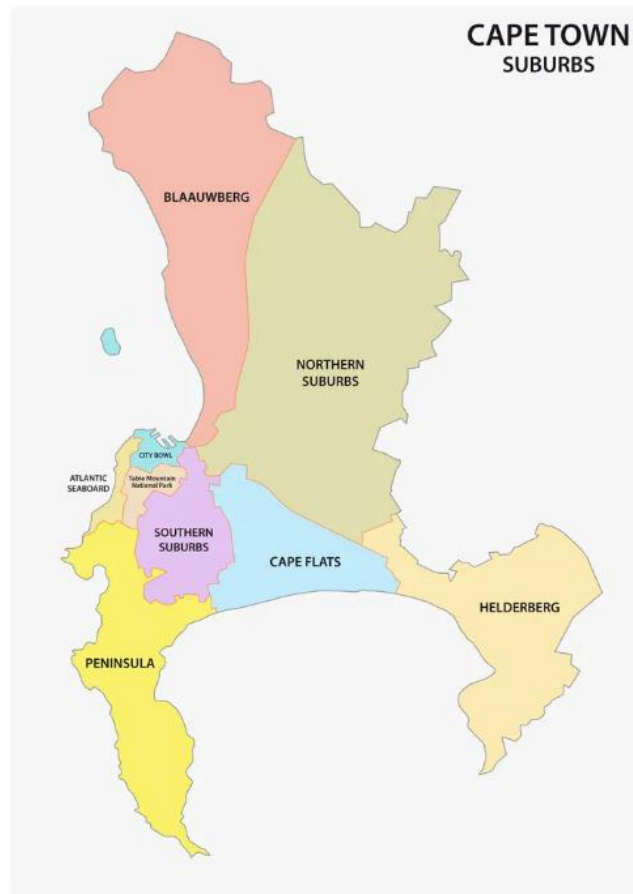 CAPE TOWN
SUBURBS
BLAAUWBERG
NORTHERN
SUBURBS
CITY BOWL
ATLANTIC
SEABOARD
Table Mountain
National Park
SOUTHERN
SUBURBS
CAPE FLATS
HELDERBERG
PENINSULA